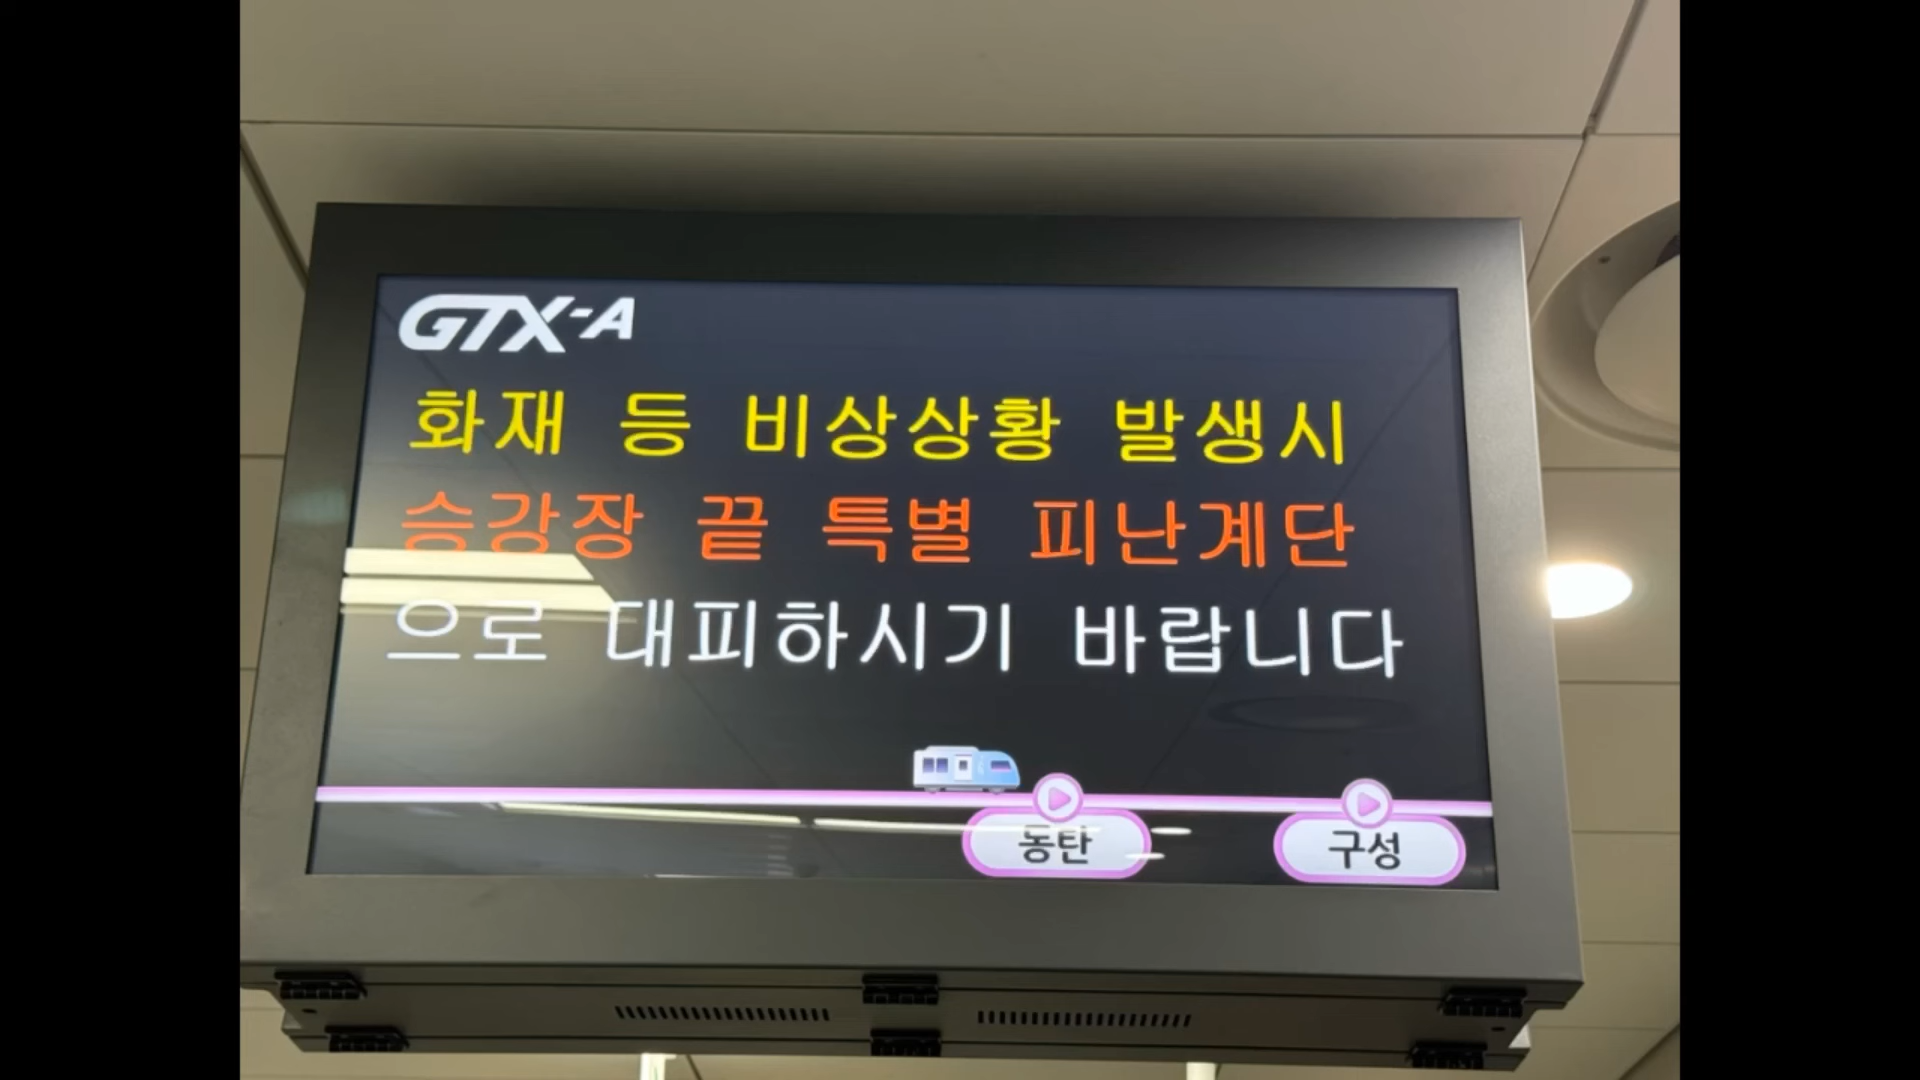 GTX-A
화재 등 비상상황 발생시
승강장 끝 특별 피난계단
으로 대피하시기 바랍니다
동탄 구성